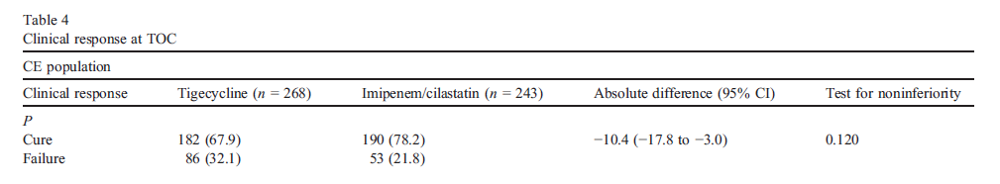 Table 4
Clinical response at TOC
CE population
Clinical response Tigecycline (n = 268) Imipenem/cilastatin (n = 243) Absolute difference (95% CI) Test for noninferiority
P
Cure 182 (67.9) 190 (78.2) −10.4 (−17.8 to −3.0) 0.120
Failure 86 (32.1) 53 (21.8)